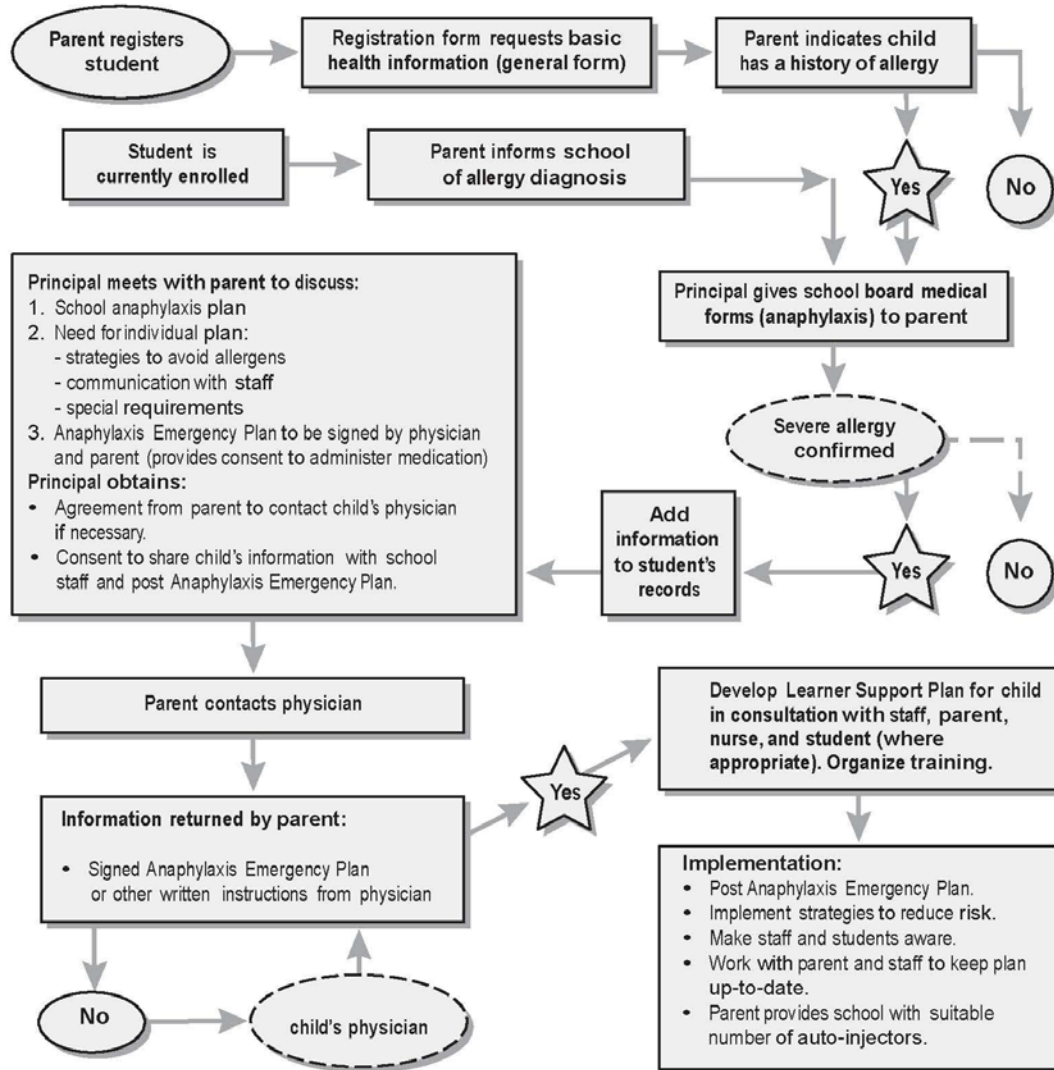 Parent registers
student
Registration form requests basic
health information (general form)
Parent indicates child
has a history of allergy
Student is
currently enrolled
Parent informs school
of allergy diagnosis
Yes
No
Principal gives school board medical
forms (anaphylaxis) to parent
Severe allergy
confirmed
Yes
No
Add
information
to student's
records
Principal meets with parent to discuss:
1. School anaphylaxis plan
2. Need for individual plan:
- strategies to avoid allergens
- communication with staff
- special requirements
3. Anaphylaxis Emergency Plan to be signed by physician
and parent (provides consent to administer medication)
Principal obtains:
• Agreement from parent to contact child's physician
if necessary.
• Consent to share child's information with school
staff and post Anaphylaxis Emergency Plan.
Parent contacts physician
Information returned by parent:
• Signed Anaphylaxis Emergency Plan
or other written instructions from physician
No
child's physician
Yes
Develop Learner Support Plan for child
in consultation with staff, parent,
nurse, and student (where
appropriate). Organize training.
Implementation:
• Post Anaphylaxis Emergency Plan.
• Implement strategies to reduce risk.
• Make staff and students aware.
• Work with parent and staff to keep plan
up-to-date.
• Parent provides school with suitable
number of auto-injectors.